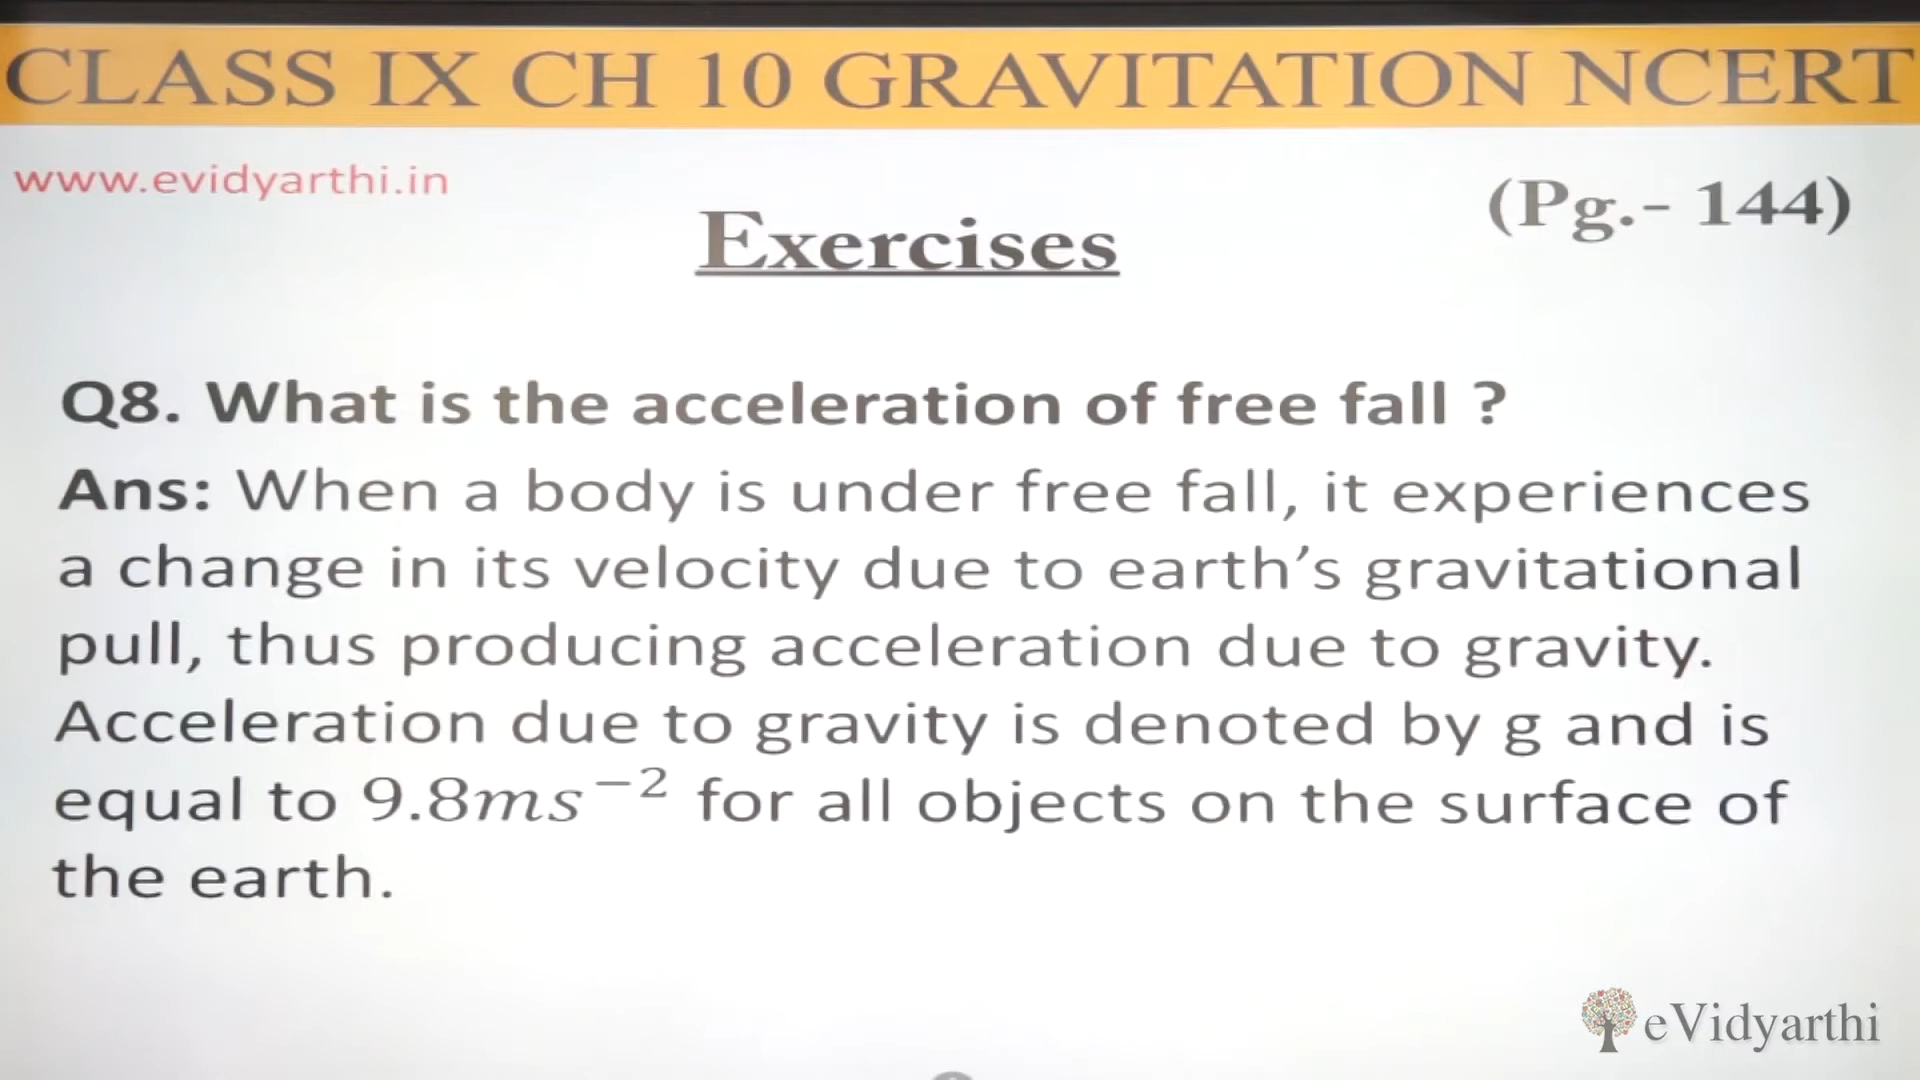 CLASS IX CH 10 GRAVITATION NCERT
www.evidyarthi.in
(Pg.- 144)
Exercises
Q8. What is the acceleration of free fall ?
Ans: When a body is under free fall, it experiences
a change in its velocity due to earth’s gravitational
pull, thus producing acceleration due to gravity.
Acceleration due to gravity is denoted by g and is
equal to 9.8ms⁻² for all objects on the surface of
the earth.
eVidyarthi